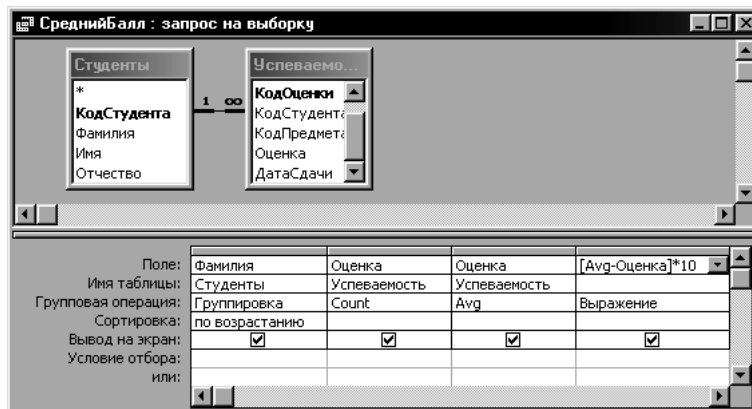 СреднийБалл : запрос на выборку
Студенты
*
КодСтудента
Фамилия
Имя
Отчество
1 ∞
Успеваемо...
КодОценки
КодСтудента
КодПредмета
Оценка
ДатаСдачи
Поле: Фамилия Оценка Оценка [Avg-Оценка]*10
Имя таблицы: Студенты Успеваемость Успеваемость
Групповая операция: Группировка Count Avg Выражение
Сортировка: по возрастанию
Вывод на экран:
Условие отбора:
или: